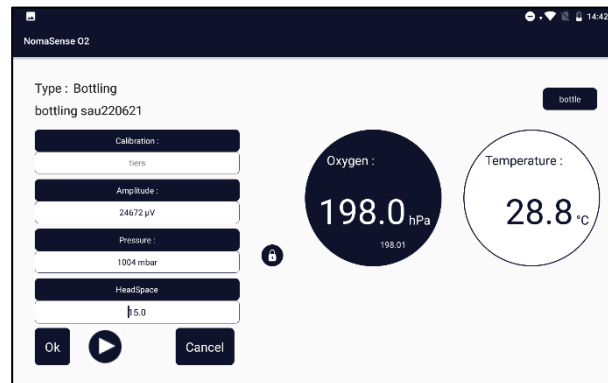 14:42
NomaSense O2
Type : Bottling
bottling sau220621
bottle
Calibration :
tiers
Amplitude :
24672 µV
Pressure :
1004 mbar
HeadSpace
15.0
Ok
Cancel
Oxygen :
198.0 hPa
198.01
Temperature :
28.8 °C